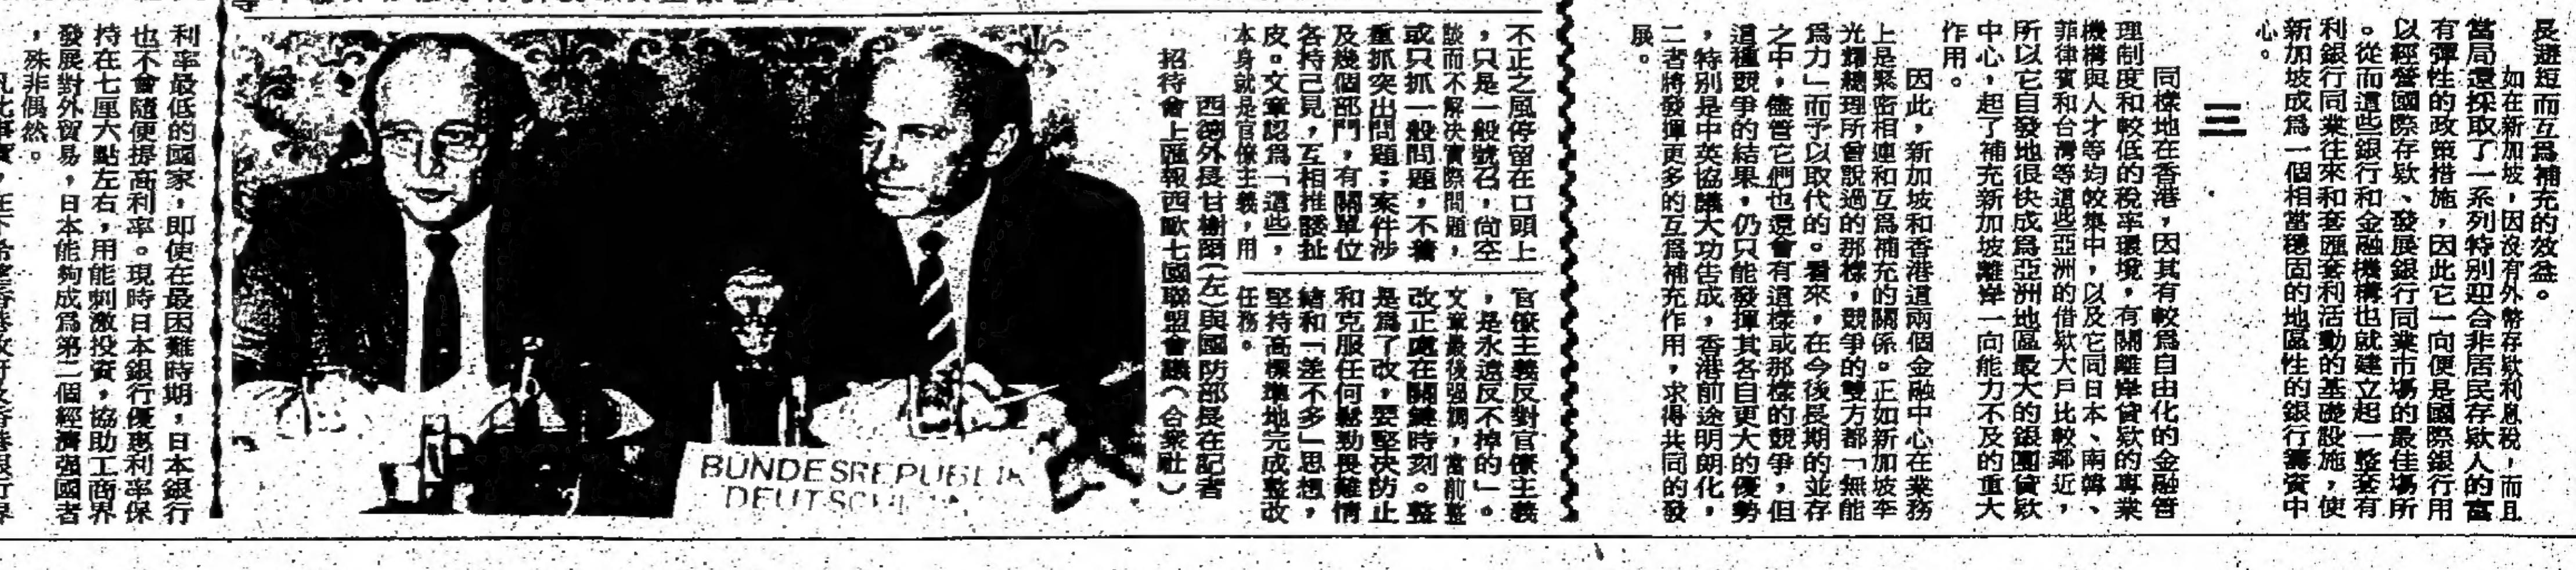 長避短而互爲補充的效益。
如在新加坡，因沒有外幣存欵利息稅，而且
當局還採取了一系列特別迎合非居民存欵人的富
有彈性的政策措施，因此它一向便是國際銀行用
以經營國際存欵、發展銀行同業市場的最佳場所
。從而這些銀行和金融機構也就建立起一整套有
利銀行同業往來和套匯套利活動的基礎設施，使
新加坡成爲一個相當穩固的地區性的銀行籌資中
心。
三
同樣地在香港，因其有較爲自由化的金融管
理制度和較低的稅率環境，有關離岸貸欵的專業
機構與人才等均較集中，以及它同日本、南韓、
菲律賓和台灣等這些亞洲的借欵大戶比較鄰近，
所以它自發地很快成爲亞洲地區最大的銀團貸欵
中心，起了補充新加坡離岸一向能力不及的重大
作用。
因此，新加坡和香港這兩個金融中心在業務
上是緊密相連和互爲補充的關係。正如新加坡李
光耀總理所曾說過的那樣，競爭的雙方都「無能
爲力」而予以取代的。看來，在今後長期的並存
之中，儘管它們也還會有這樣或那樣的競爭，但
這種競爭的結果，仍只能發揮其各自更大的優勢
，特別是中英協議大功告成，香港前途明朗化，
二者將發揮更多的互爲補充作用，求得共同的發
展。
不正之風停留在口頭上
，只是一般號召，尙空
談而不解決實際問題，
或只抓一般問題，不着
重抓突出問題；案件涉
及幾個部門，有關單位
各持己見，互相推諉扯
皮。文章認爲「這些，
本身就是官僚主義，用
官僚主義反對官僚主義
，是永遠反不掉的」。
文章最後强調，當前整
改正處在關鍵時刻。整
是爲了改，要堅決防止
和克服任何鬆勁畏難情
緖和「差不多」思想，
堅持高標準地完成整改
任務。
西德外長甘榭爾（左）與國防部長在記者
招待會上匯報西歐七國聯盟會議（合衆社）
BUNDESREPUBLIK
DEUTSCHL
利率最低的國家，即使在最困難時期，日本銀行
也不會隨便提高利率。現時日本銀行優惠利率保
持在七厘六點左右，用能刺激投資，協助工商界
發展對外貿易，日本能夠成爲第二個經濟强國者
，殊非偶然。